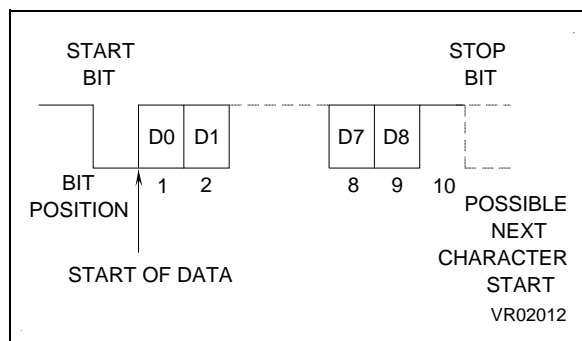 START
BIT
STOP
BIT
D0 D1 D7 D8
BIT
POSITION
1 2 8 9 10
START OF DATA
POSSIBLE
NEXT
CHARACTER
START
VR02012